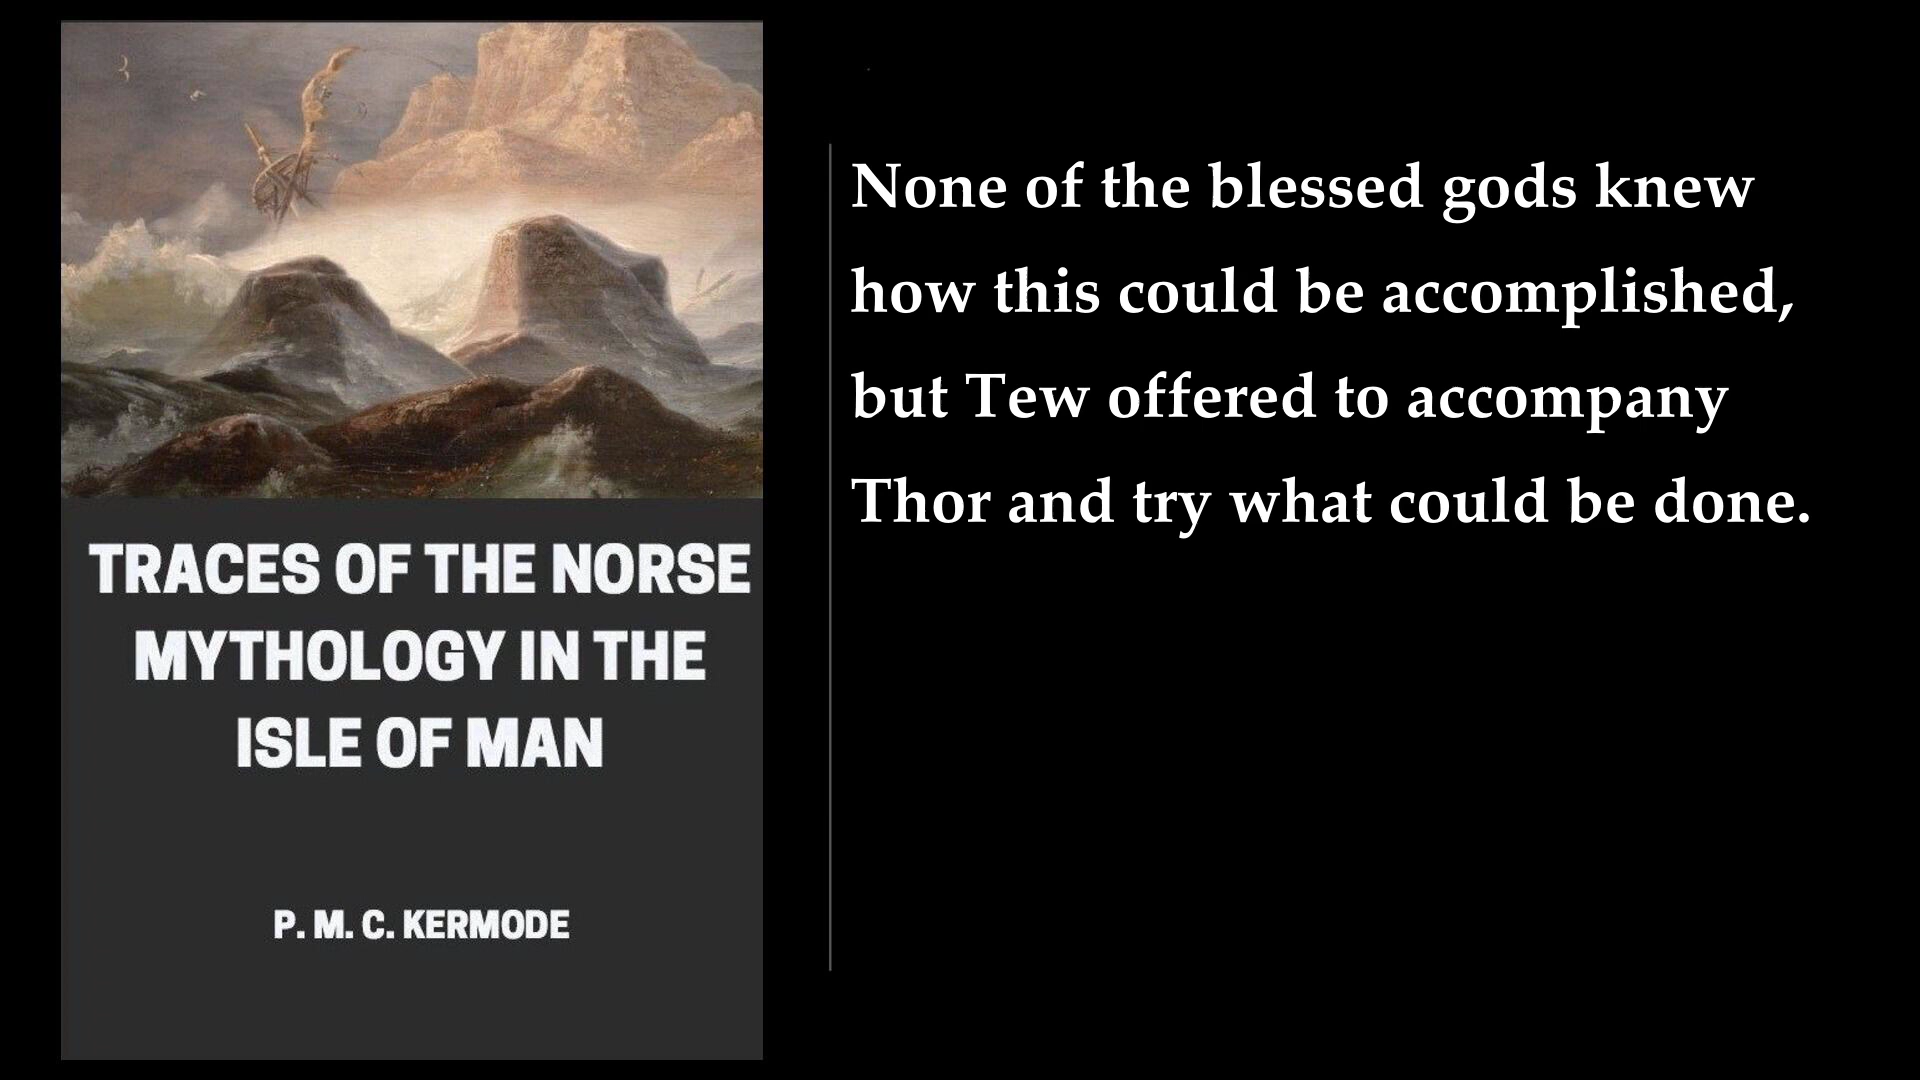 TRACES OF THE NORSE
MYTHOLOGY IN THE
ISLE OF MAN
P. M. C. KERMODE
None of the blessed gods knew
how this could be accomplished,
but Tew offered to accompany
Thor and try what could be done.